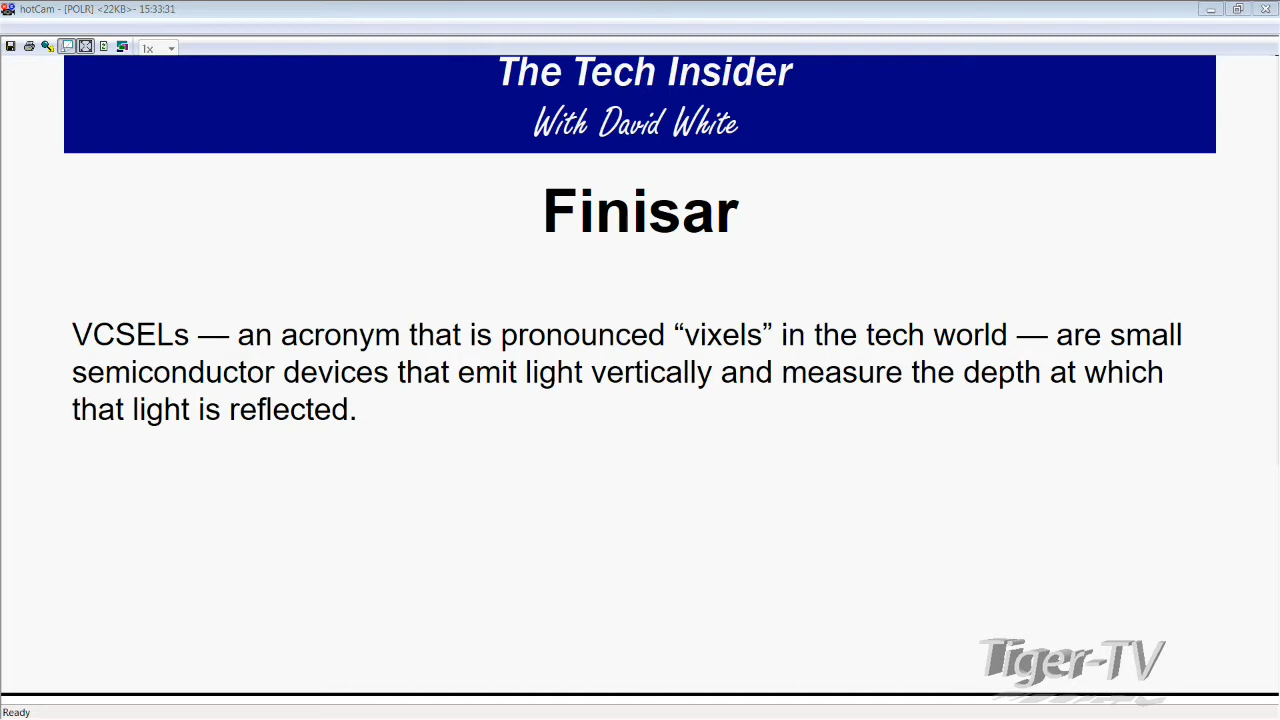 hotCam - [POLR] <22KB>- 15:33:31
1x
The Tech Insider
With David White
Finisar
VCSELs — an acronym that is pronounced “vixels” in the tech world — are small
semiconductor devices that emit light vertically and measure the depth at which
that light is reflected.
Tiger-TV
Ready